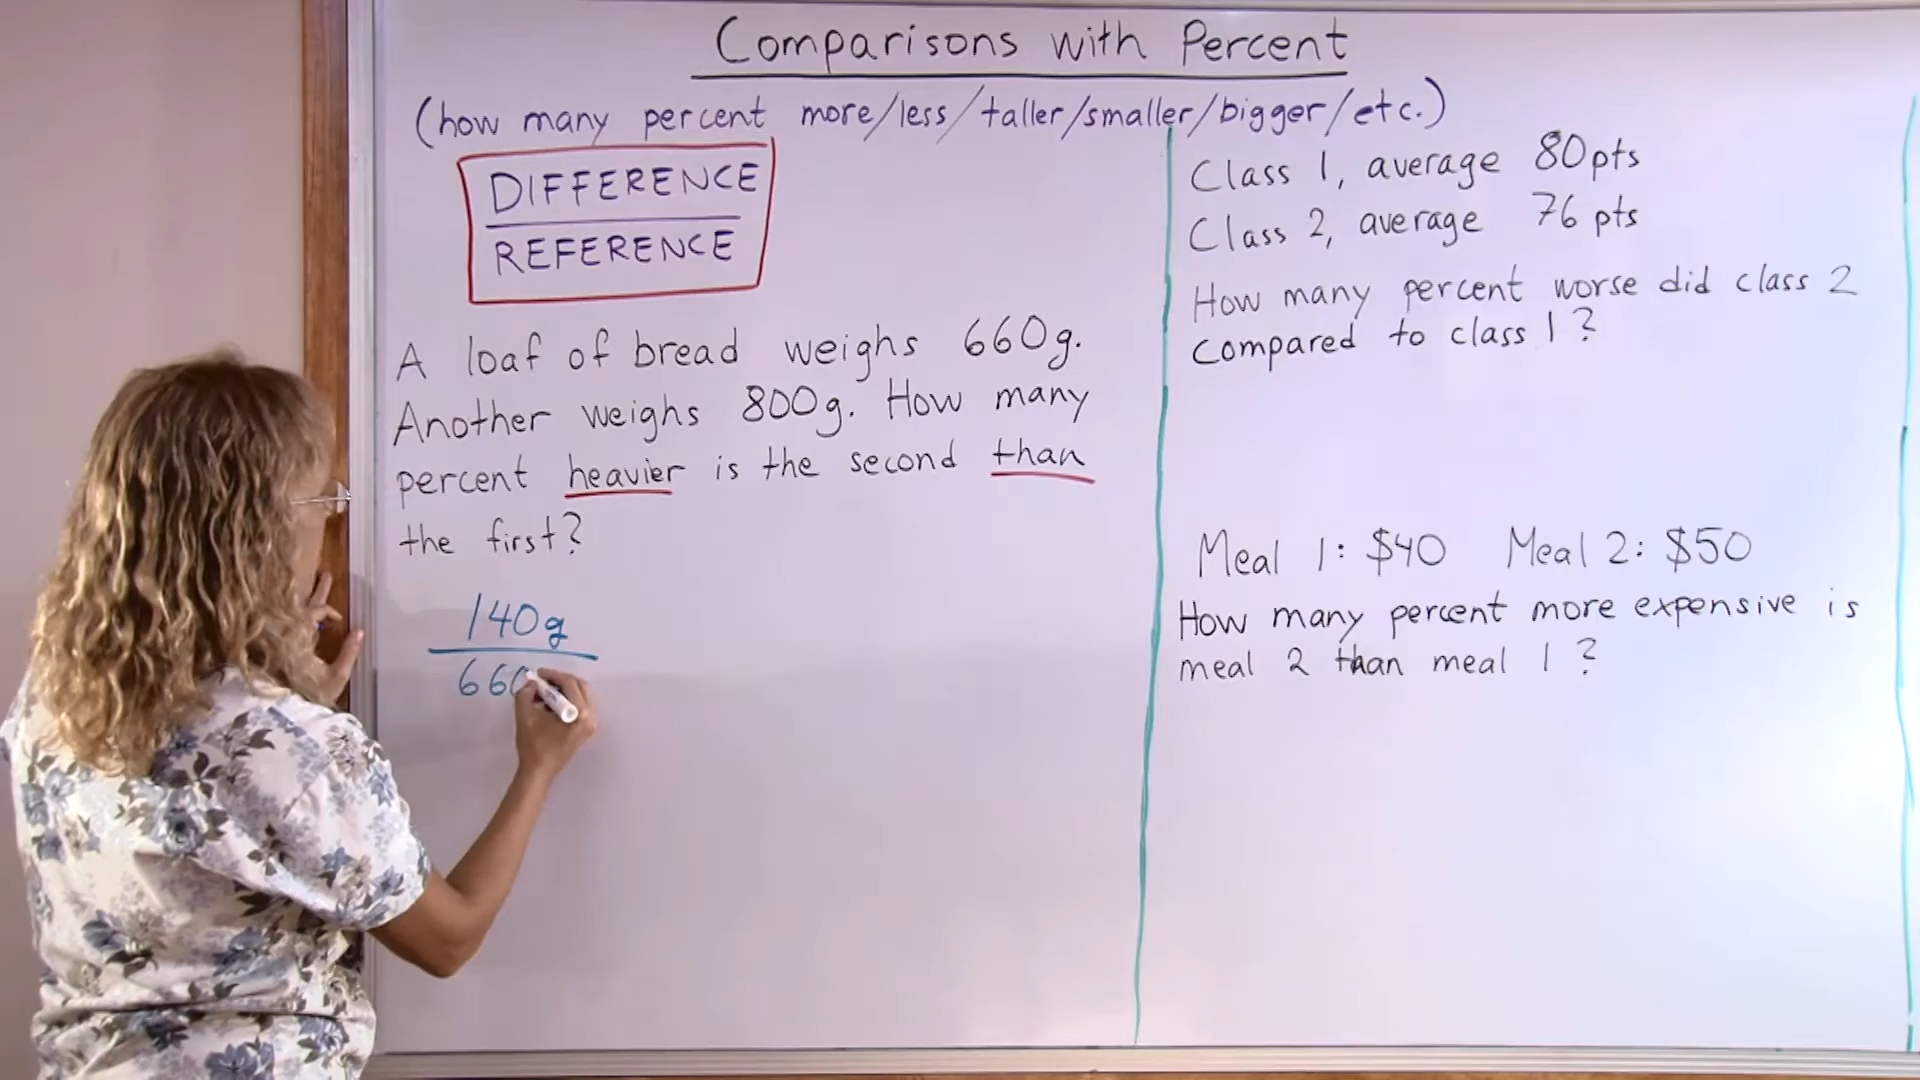 Comparisons with Percent
(how many percent more/less/taller/smaller/bigger/etc.)
DIFFERENCE
REFERENCE
A loaf of bread weighs 660g.
Another weighs 800g. How many
percent heavier is the second than
the first?
140g
660
Class 1, average 80pts
Class 2, average 76 pts
How many percent worse did class 2
compared to class 1?
Meal 1: $40 Meal 2: $50
How many percent more expensive is
meal 2 than meal 1?